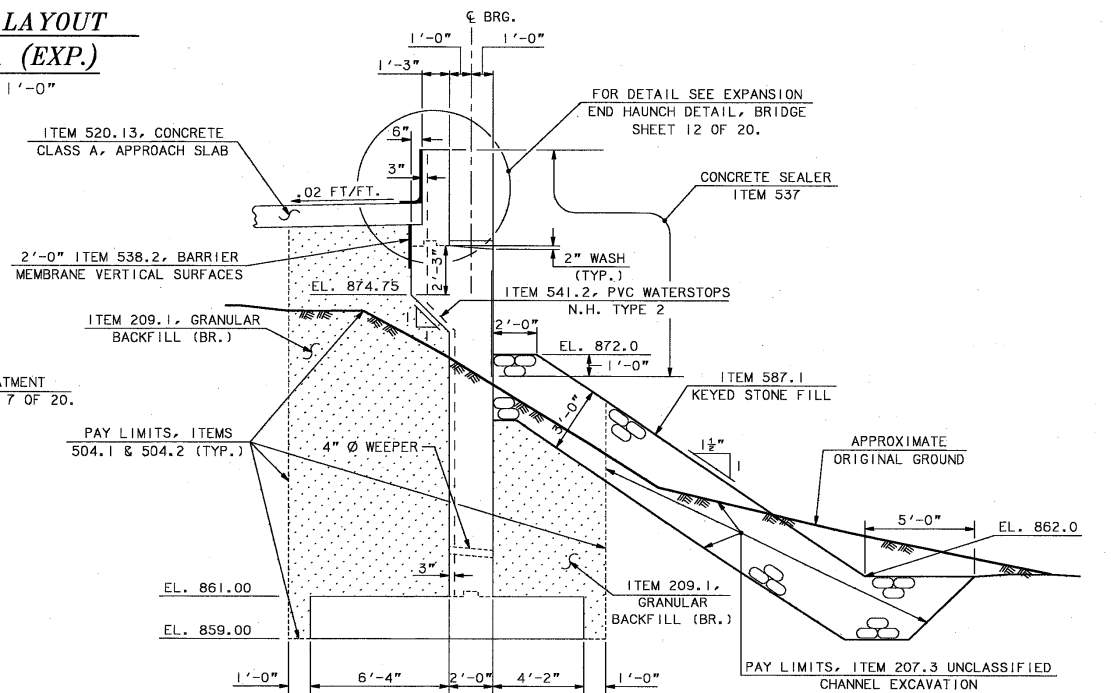 LAYOUT
(EXP.)
1'-0"
℄ BRG.
1'-0" 1'-0"
1'-3"
FOR DETAIL SEE EXPANSION
END HAUNCH DETAIL, BRIDGE
SHEET 12 OF 20.
ITEM 520.13, CONCRETE
CLASS A, APPROACH SLAB
6"
3"
.02 FT/FT.
CONCRETE SEALER
ITEM 537
2'-0" ITEM 538.2, BARRIER
MEMBRANE VERTICAL SURFACES
2'-3"
2" WASH
(TYP.)
EL. 874.75
ITEM 541.2, PVC WATERSTOPS
N.H. TYPE 2
1
1
ITEM 209.1, GRANULAR
BACKFILL (BR.)
2'-0"
EL. 872.0
1'-0"
ATMENT
7 OF 20.
ITEM 587.1
KEYED STONE FILL
3'-0"
PAY LIMITS, ITEMS
504.1 & 504.2 (TYP.)
4" Ø WEEPER
1½"
1
APPROXIMATE
ORIGINAL GROUND
5'-0"
EL. 862.0
3"
EL. 861.00
ITEM 209.1,
GRANULAR
BACKFILL (BR.)
EL. 859.00
PAY LIMITS, ITEM 207.3 UNCLASSIFIED
CHANNEL EXCAVATION
1'-0" 6'-4" 2'-0" 4'-2" 1'-0"